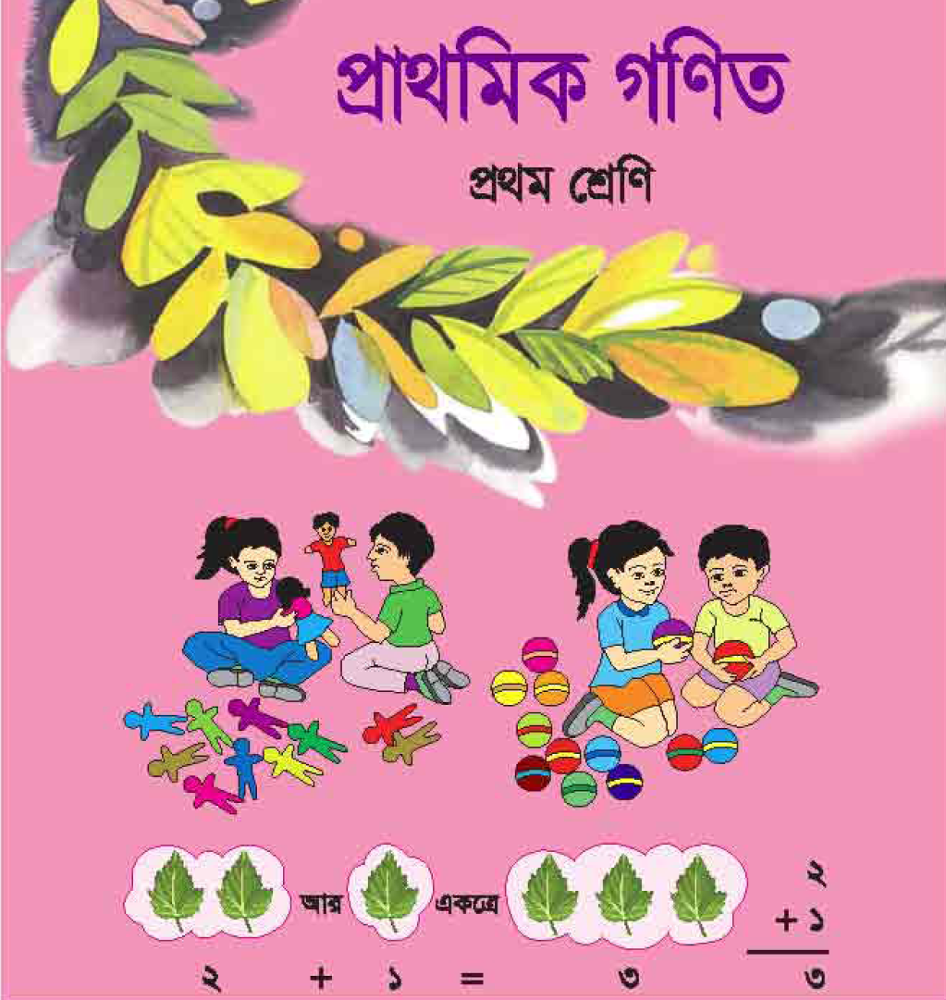 প্রাথমিক গণিত
প্রথম শ্রেণি
আর একত্রে
২ + ১ = ৩
২
+ ১
৩